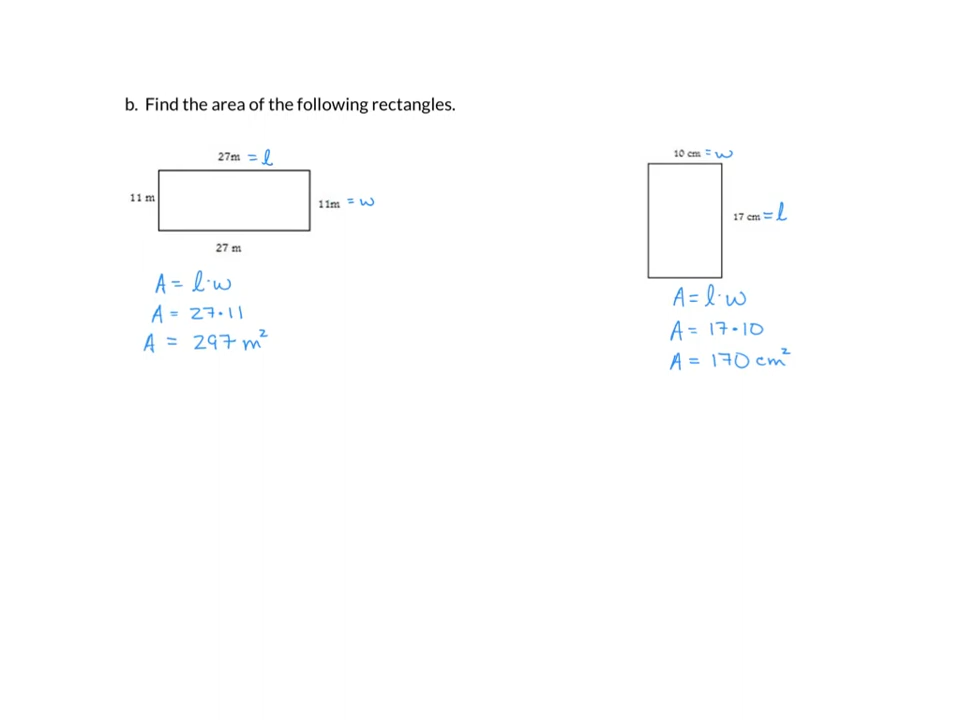 b. Find the area of the following rectangles.
27m = l
11 m
11m = w
27 m
A = l·w
A = 27·11
A = 297 m²
10 cm = w
17 cm = l
A = l·w
A = 17·10
A = 170 cm²